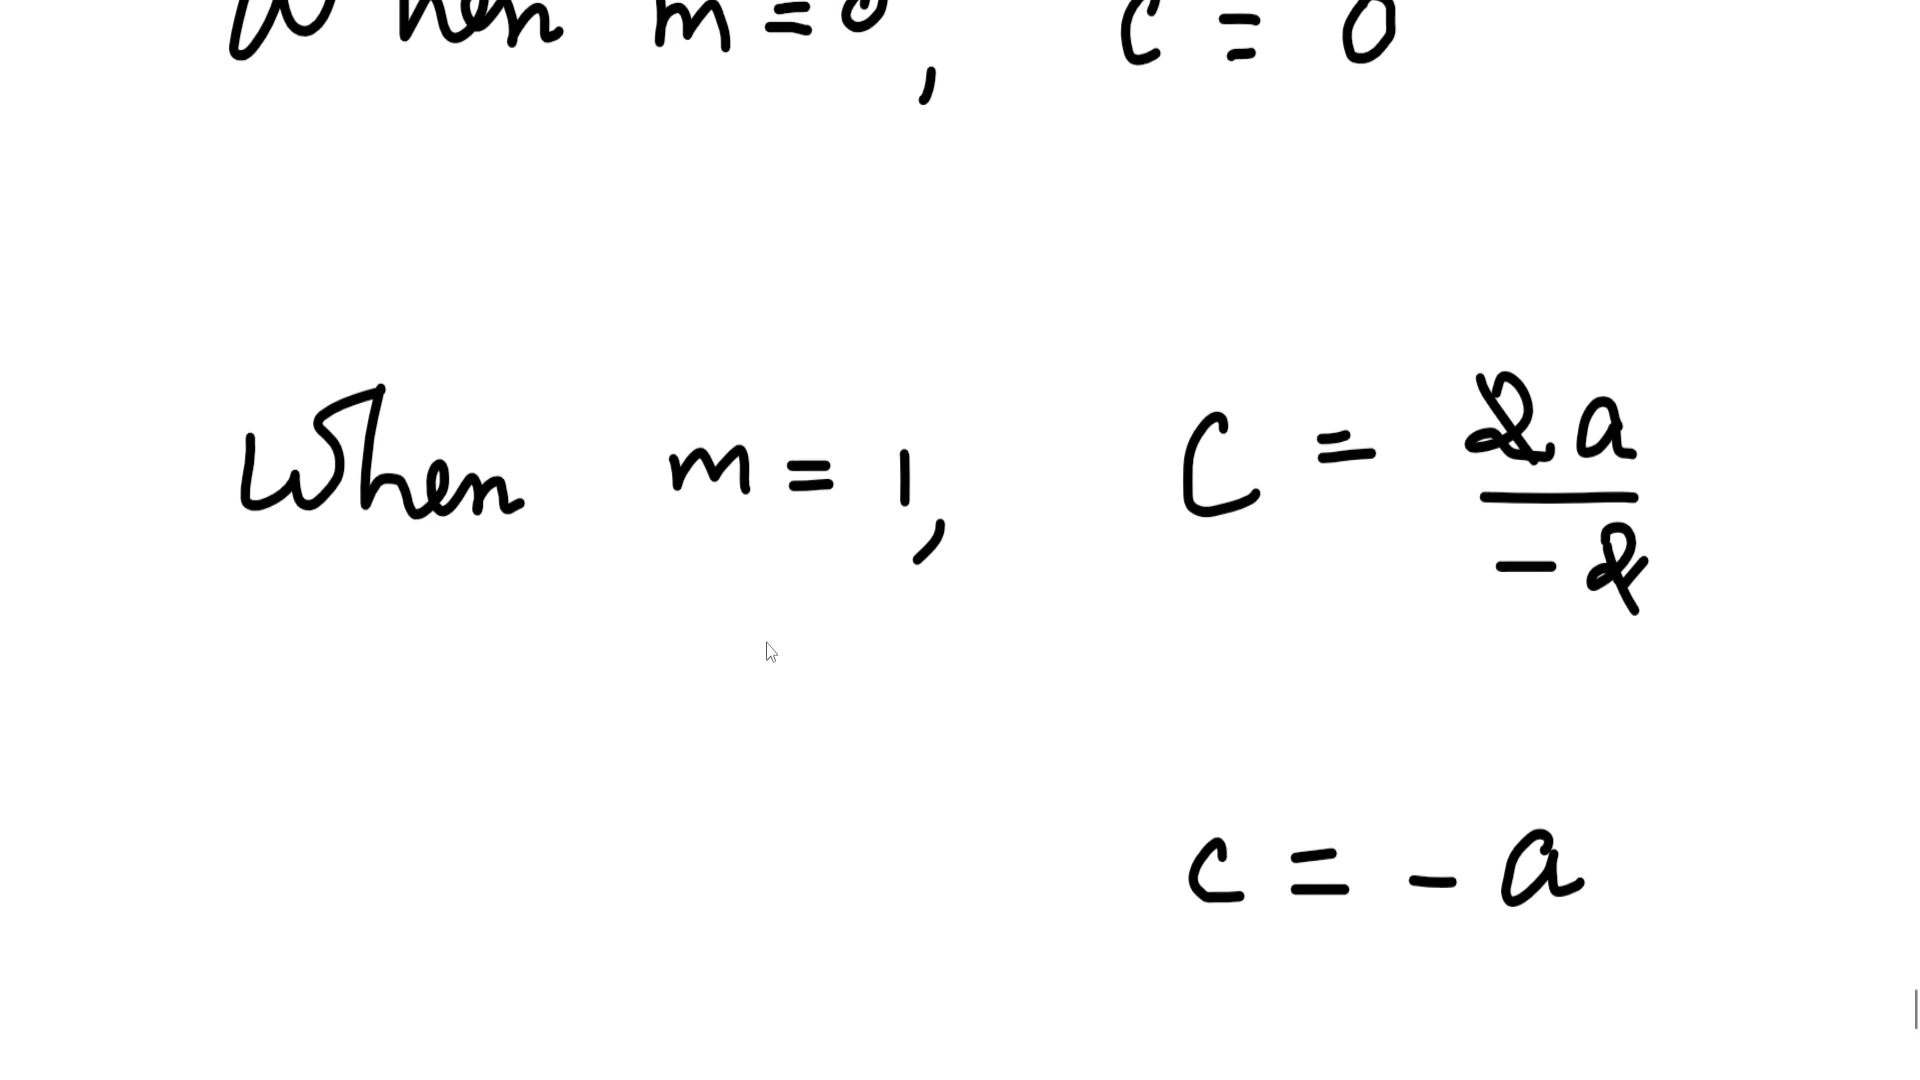 When m = 0, c = 0
When m = 1, C = 2a / -2
c = - a